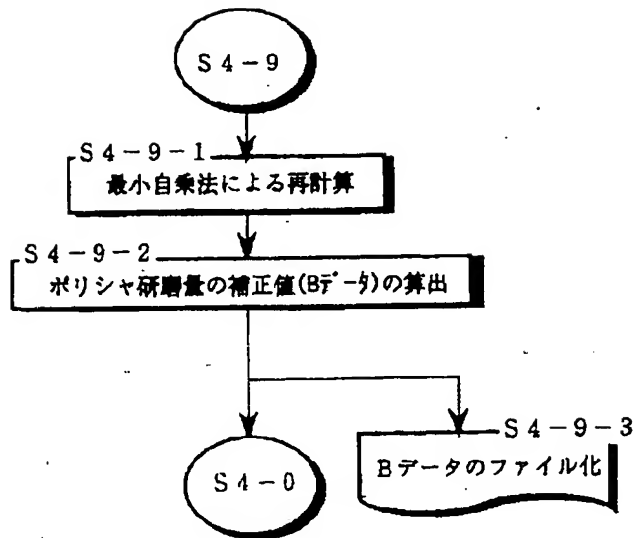 S4-9
S4-9-1
最小自乗法による再計算
S4-9-2
ポリシャ研磨量の補正値(Bデータ)の算出
S4-9-3
S4-0
Bデータのファイル化